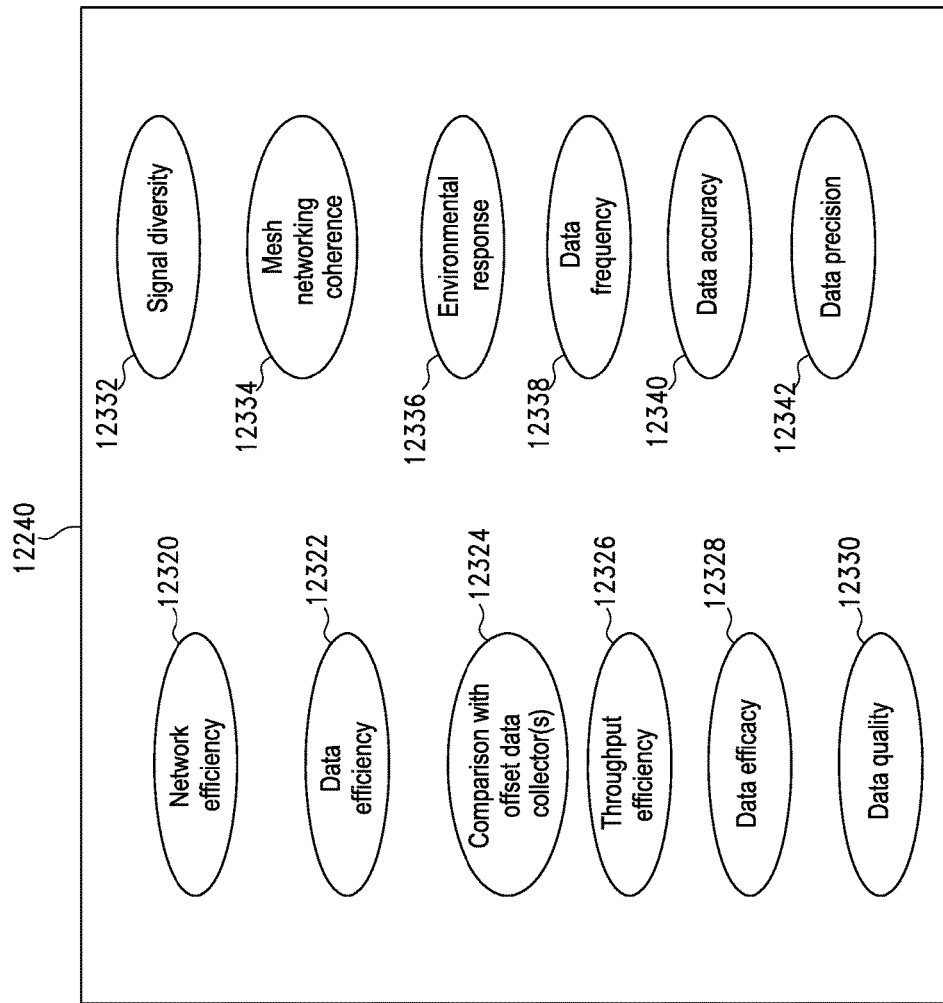 12240
12320
Network
efficiency
12322
Data
efficiency
12324
Comparison with
offset data
collector(s)
12326
Throughput
efficiency
12328
Data efficacy
12330
Data quality
12332
Signal diversity
12334
Mesh
networking
coherence
12336
Environmental
response
12338
Data
frequency
12340
Data accuracy
12342
Data precision